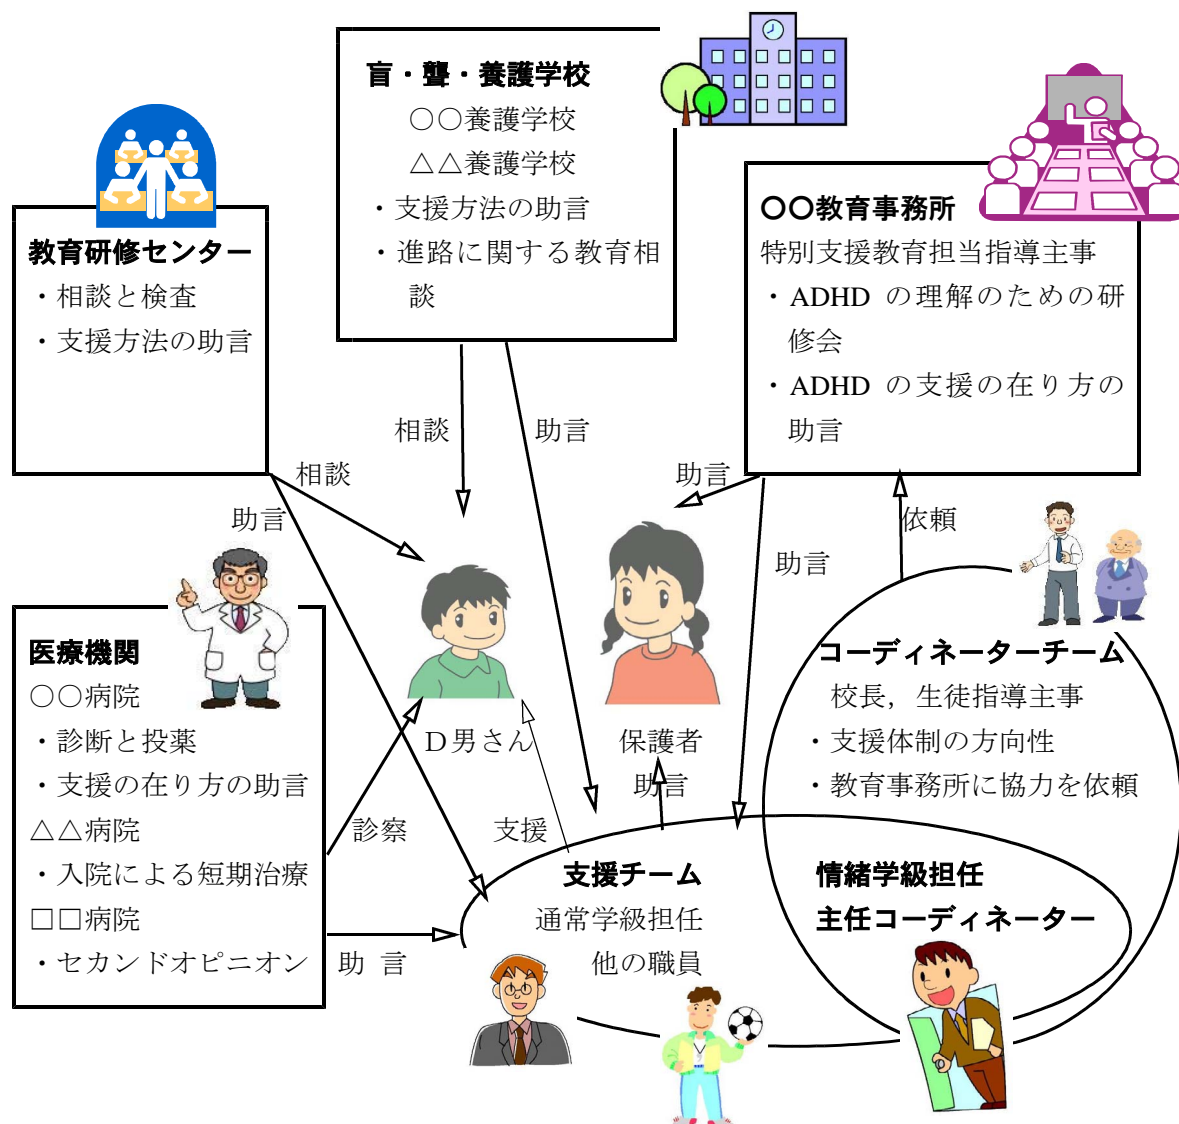 盲・聾・養護学校
〇〇養護学校
△△養護学校
・支援方法の助言
・進路に関する教育相
談
教育研修センター
・相談と検査
・支援方法の助言
〇〇教育事務所
特別支援教育担当指導主事
・ADHD の理解のための研
修会
・ADHD の支援の在り方の
助言
相談
助言
相談
助言
助言
依頼
助言
医療機関
〇〇病院
・診断と投薬
・支援の在り方の助言
△△病院
・入院による短期治療
□□病院
・セカンドオピニオン
D男さん
保護者
助言
診察
支援
助 言
コーディネーターチーム
校長，生徒指導主事
・支援体制の方向性
・教育事務所に協力を依頼
支援チーム
通常学級担任
他の職員
情緒学級担任
主任コーディネーター